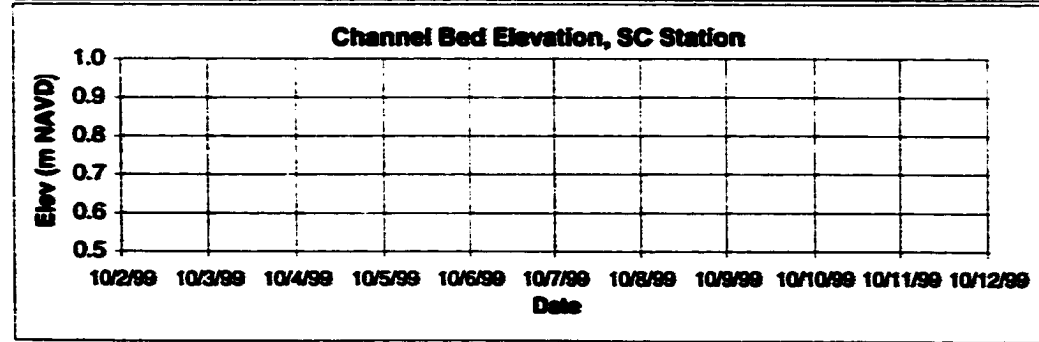 Channel Bed Elevation, SC Station
1.0
0.9
0.8
0.7
0.6
0.5
Elev (m NAVD)
10/2/99 10/3/99 10/4/99 10/5/99 10/6/99 10/7/99 10/8/99 10/9/99 10/10/99 10/11/99 10/12/99
Date